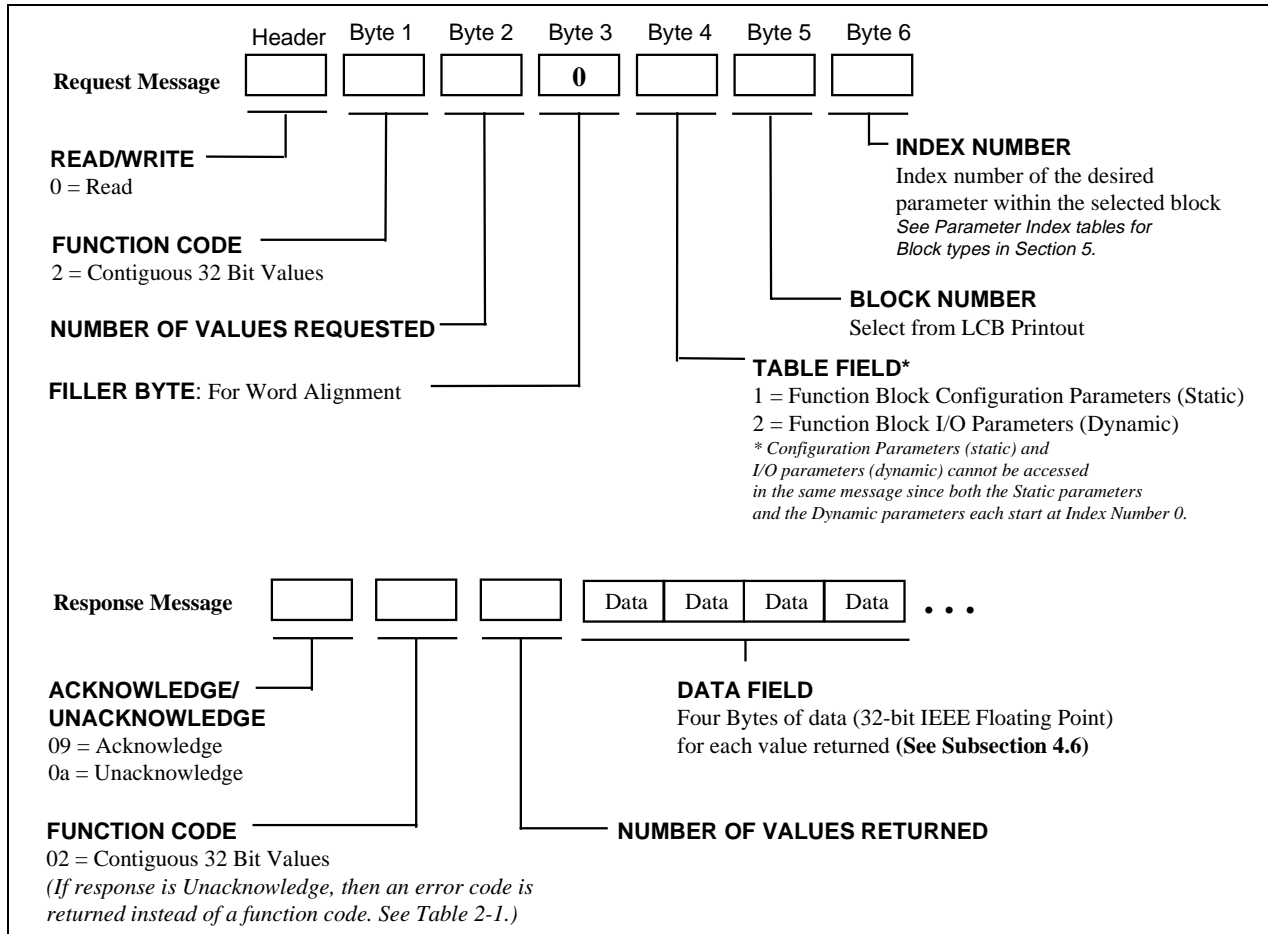 Header Byte 1 Byte 2 Byte 3 Byte 4 Byte 5 Byte 6
Request Message 0
READ/WRITE
0 = Read
FUNCTION CODE
2 = Contiguous 32 Bit Values
NUMBER OF VALUES REQUESTED
FILLER BYTE: For Word Alignment
INDEX NUMBER
Index number of the desired
parameter within the selected block
See Parameter Index tables for
Block types in Section 5.
BLOCK NUMBER
Select from LCB Printout
TABLE FIELD*
1 = Function Block Configuration Parameters (Static)
2 = Function Block I/O Parameters (Dynamic)
* Configuration Parameters (static) and
I/O parameters (dynamic) cannot be accessed
in the same message since both the Static parameters
and the Dynamic parameters each start at Index Number 0.
Response Message Data Data Data Data . . .
ACKNOWLEDGE/
UNACKNOWLEDGE
09 = Acknowledge
0a = Unacknowledge
DATA FIELD
Four Bytes of data (32-bit IEEE Floating Point)
for each value returned (See Subsection 4.6)
FUNCTION CODE
02 = Contiguous 32 Bit Values
(If response is Unacknowledge, then an error code is
returned instead of a function code. See Table 2-1.)
NUMBER OF VALUES RETURNED